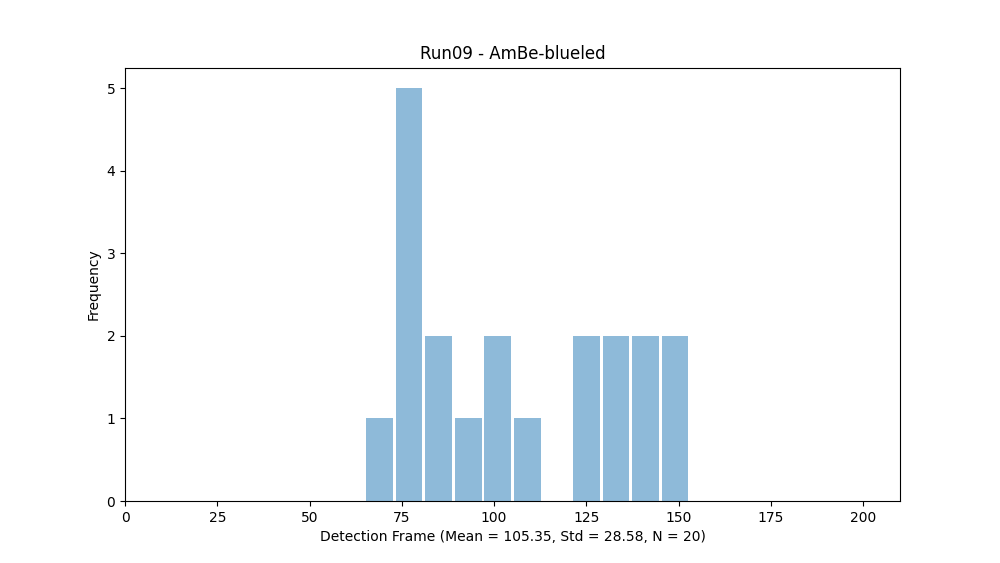 Run09 - AmBe-blueled
Frequency
5
4
3
2
1
0
0 25 50 75 100 125 150 175 200
Detection Frame (Mean = 105.35, Std = 28.58, N = 20)